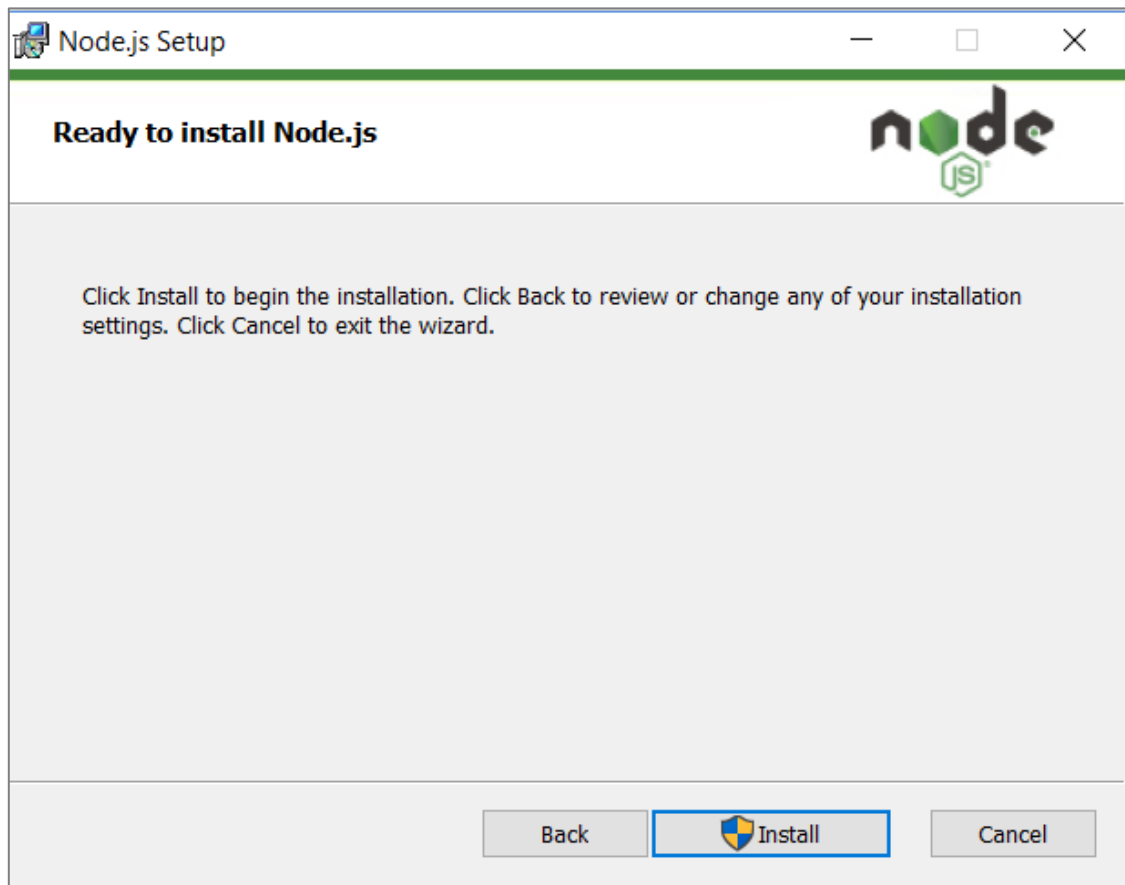 Node.js Setup
Ready to install Node.js
node
JS
Click Install to begin the installation. Click Back to review or change any of your installation
settings. Click Cancel to exit the wizard.
Back
Install
Cancel